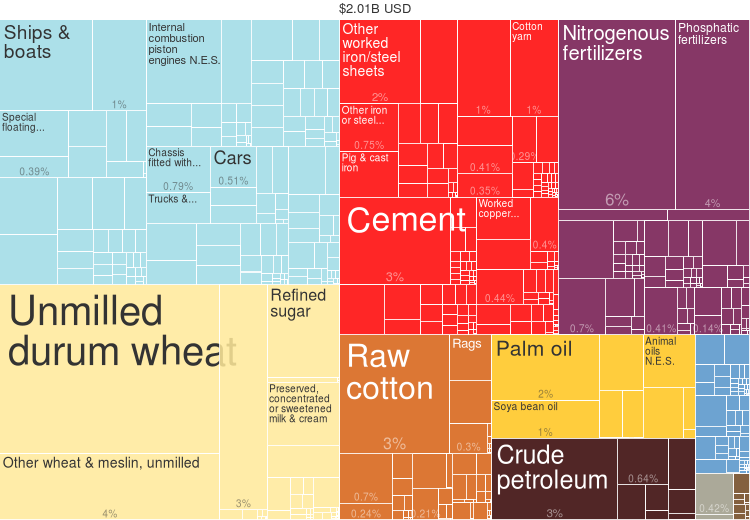 $2.01B USD
Ships &
boats
1%
Special
floating...
0.39%
Internal
combustion
piston
engines N.E.S.
Chassis
fitted with...
0.79%
Cars
0.51%
Trucks &...
Other
worked
iron/steel
sheets
2%
Cotton
yarn
1%
1%
Other iron
or steel...
0.75%
Pig & cast
iron
0.41%
0.29%
0.35%
Cement
3%
Worked
copper...
0.4%
0.44%
Nitrogenous
fertilizers
6%
Phosphatic
fertilizers
4%
0.7%
0.41%
0.14%
Unmilled
durum wheat
Refined
sugar
Preserved,
concentrated
or sweetened
milk & cream
Other wheat & meslin, unmilled
4%
3%
Raw
cotton
3%
Rags
0.3%
0.7%
0.24%
0.21%
Palm oil
2%
Soya bean oil
1%
Animal
oils
N.E.S.
Crude
petroleum
3%
0.64%
0.42%